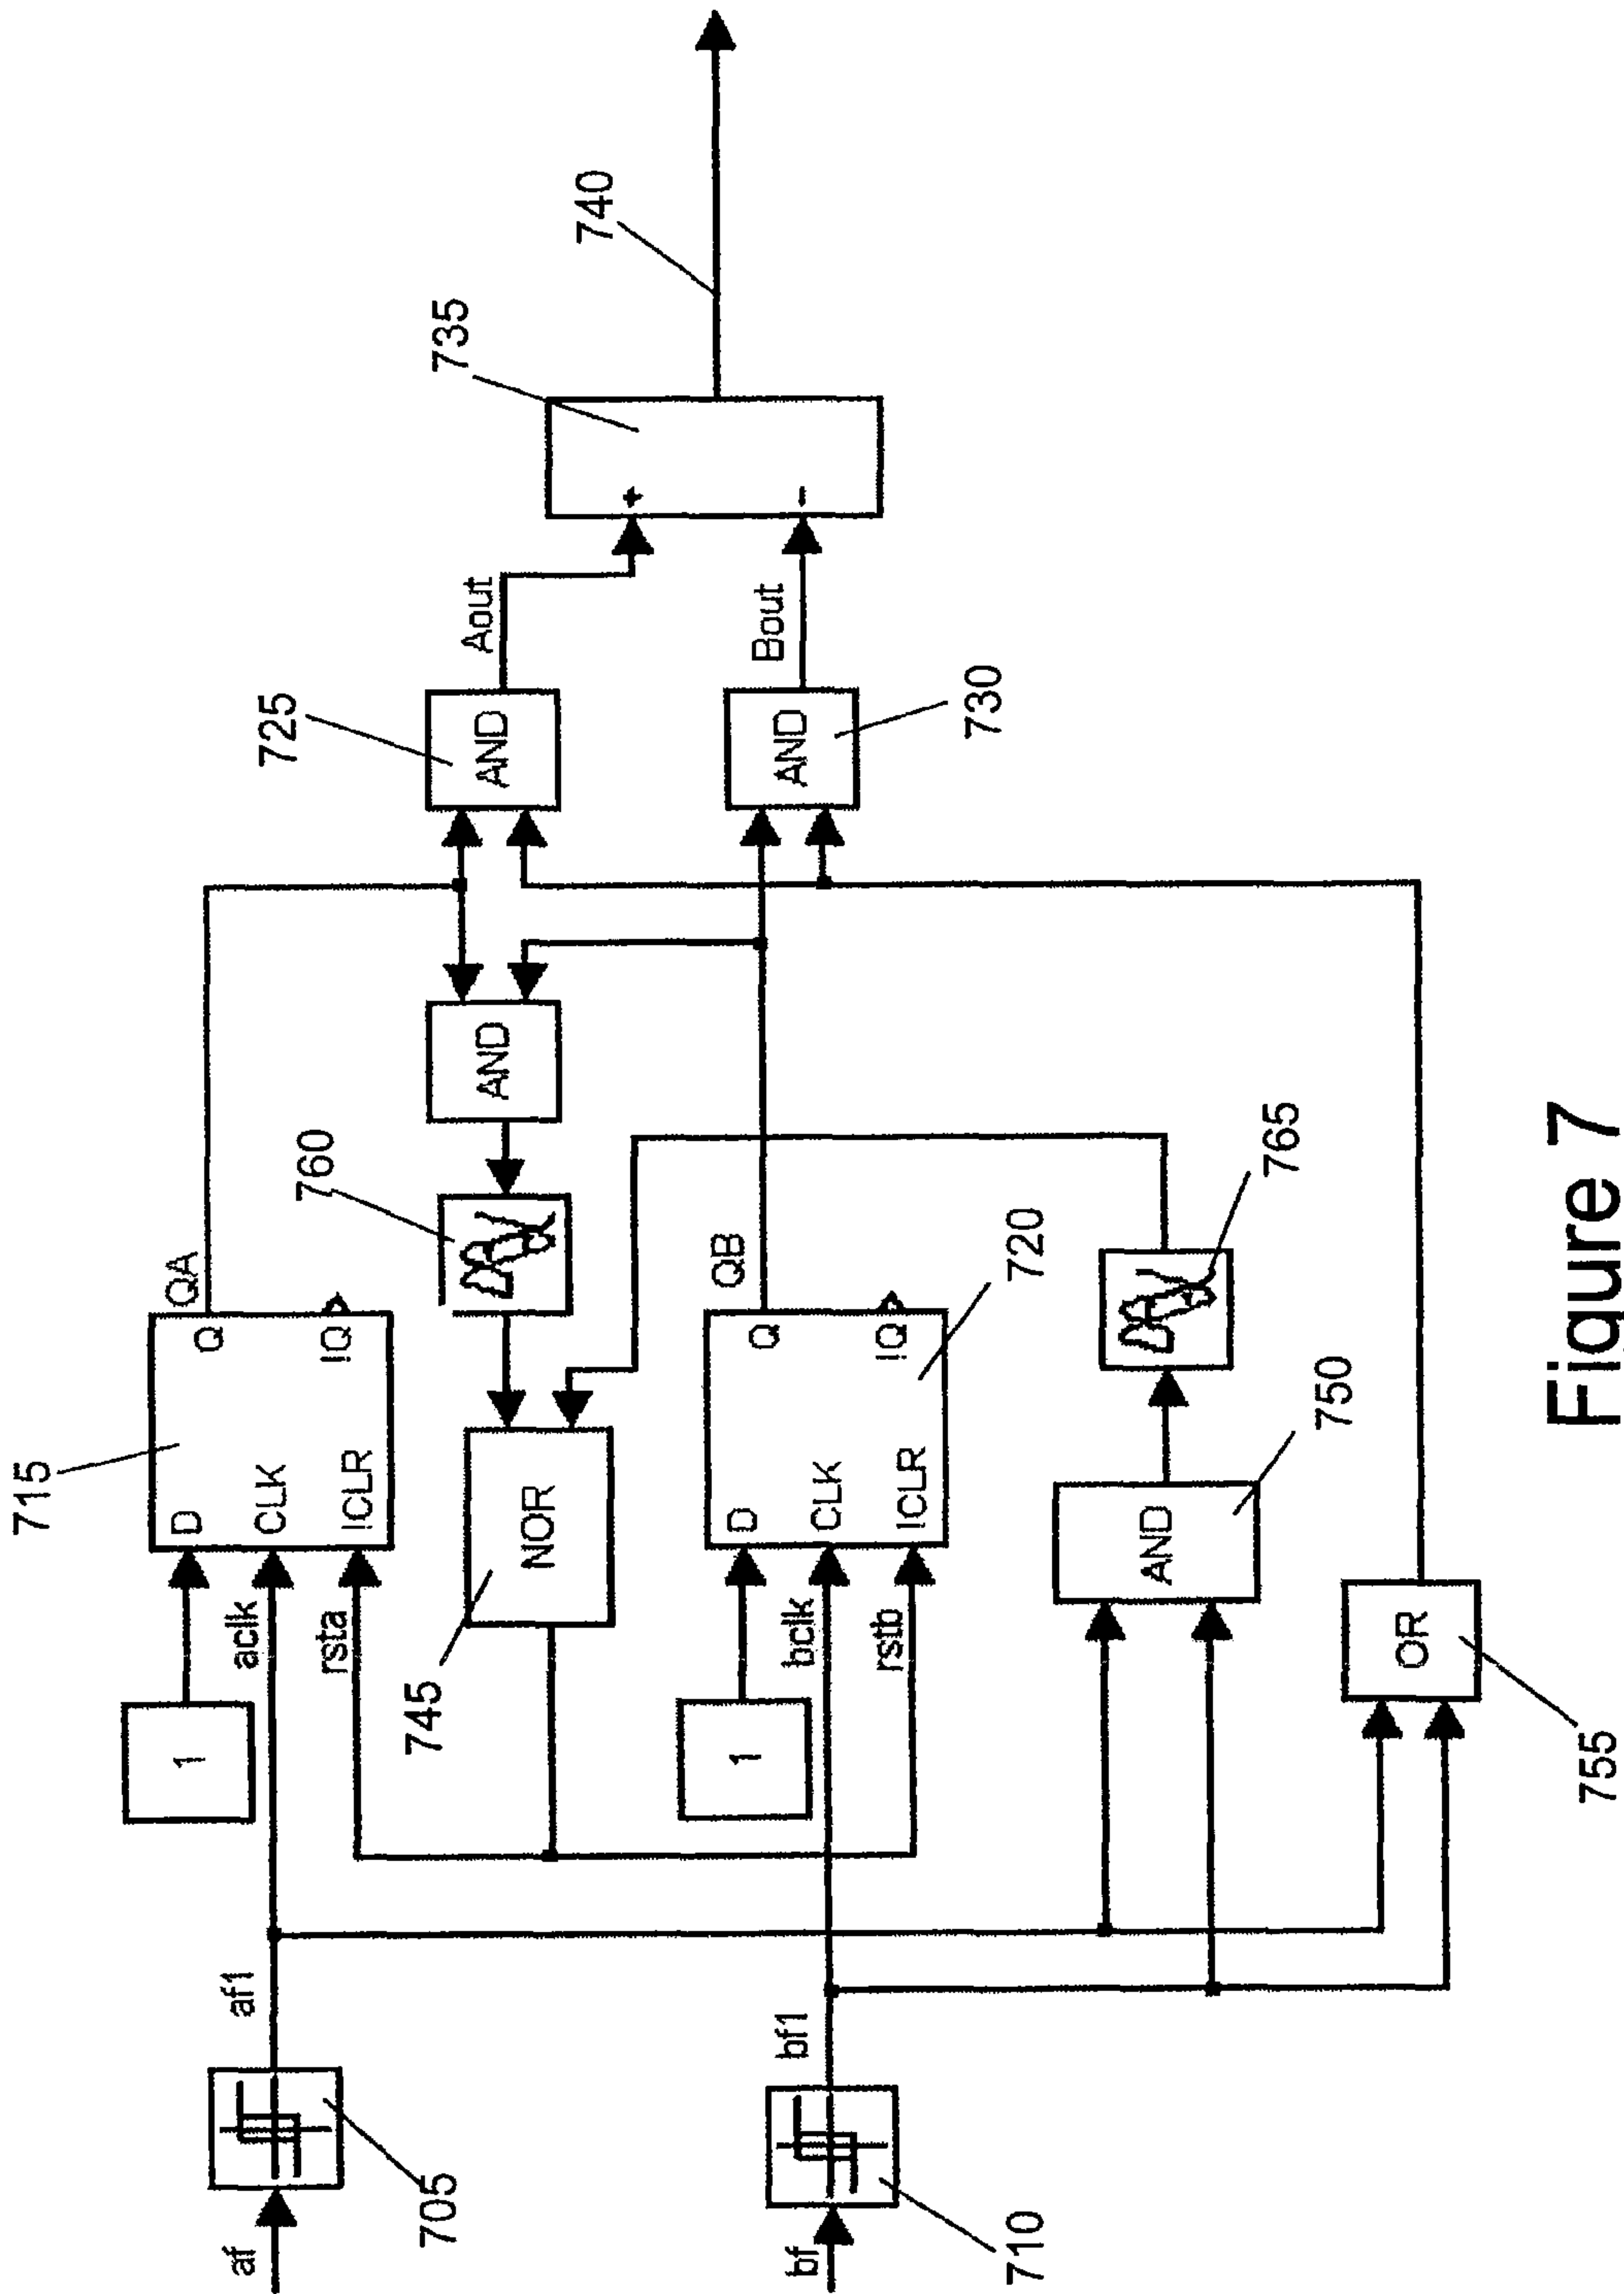 715
QA
D
Q
1
aclk
CLK
!Q
rsta
!CLR
af
af1
705
725
AND
Aout
AND
760
745
NOR
735
+
-
740
QB
D
Q
1
bclk
CLK
!Q
rstb
!CLR
720
bf
bf1
710
AND
Bout
730
765
AND
750
OR
755
Figure 7